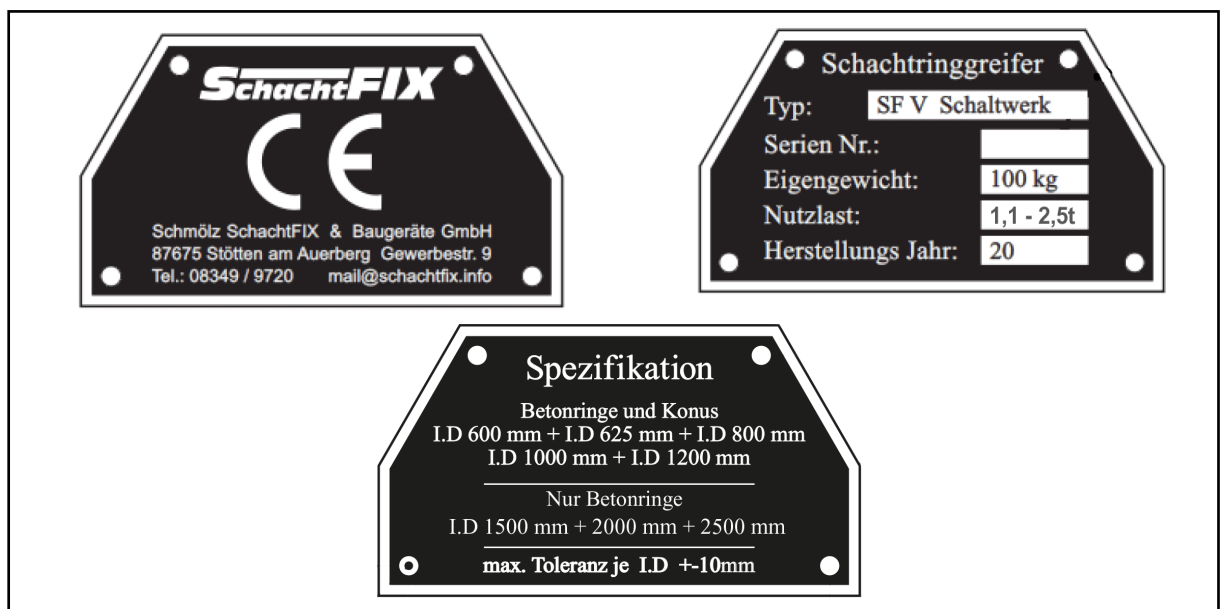 SchachtFIX
CE
Schmölz SchachtFIX & Baugeräte GmbH
87675 Stötten am Auerberg Gewerbestr. 9
Tel.: 08349 / 9720 mail@schachtfix.info
Schachtringgreifer
Typ: SF V Schaltwerk
Serien Nr.:
Eigengewicht: 100 kg
Nutzlast: 1,1 - 2,5t
Herstellungs Jahr: 20
Spezifikation
Betonringe und Konus
I.D 600 mm + I.D 625 mm + I.D 800 mm
I.D 1000 mm + I.D 1200 mm
Nur Betonringe
I.D 1500 mm + 2000 mm + 2500 mm
max. Toleranz je I.D +-10mm